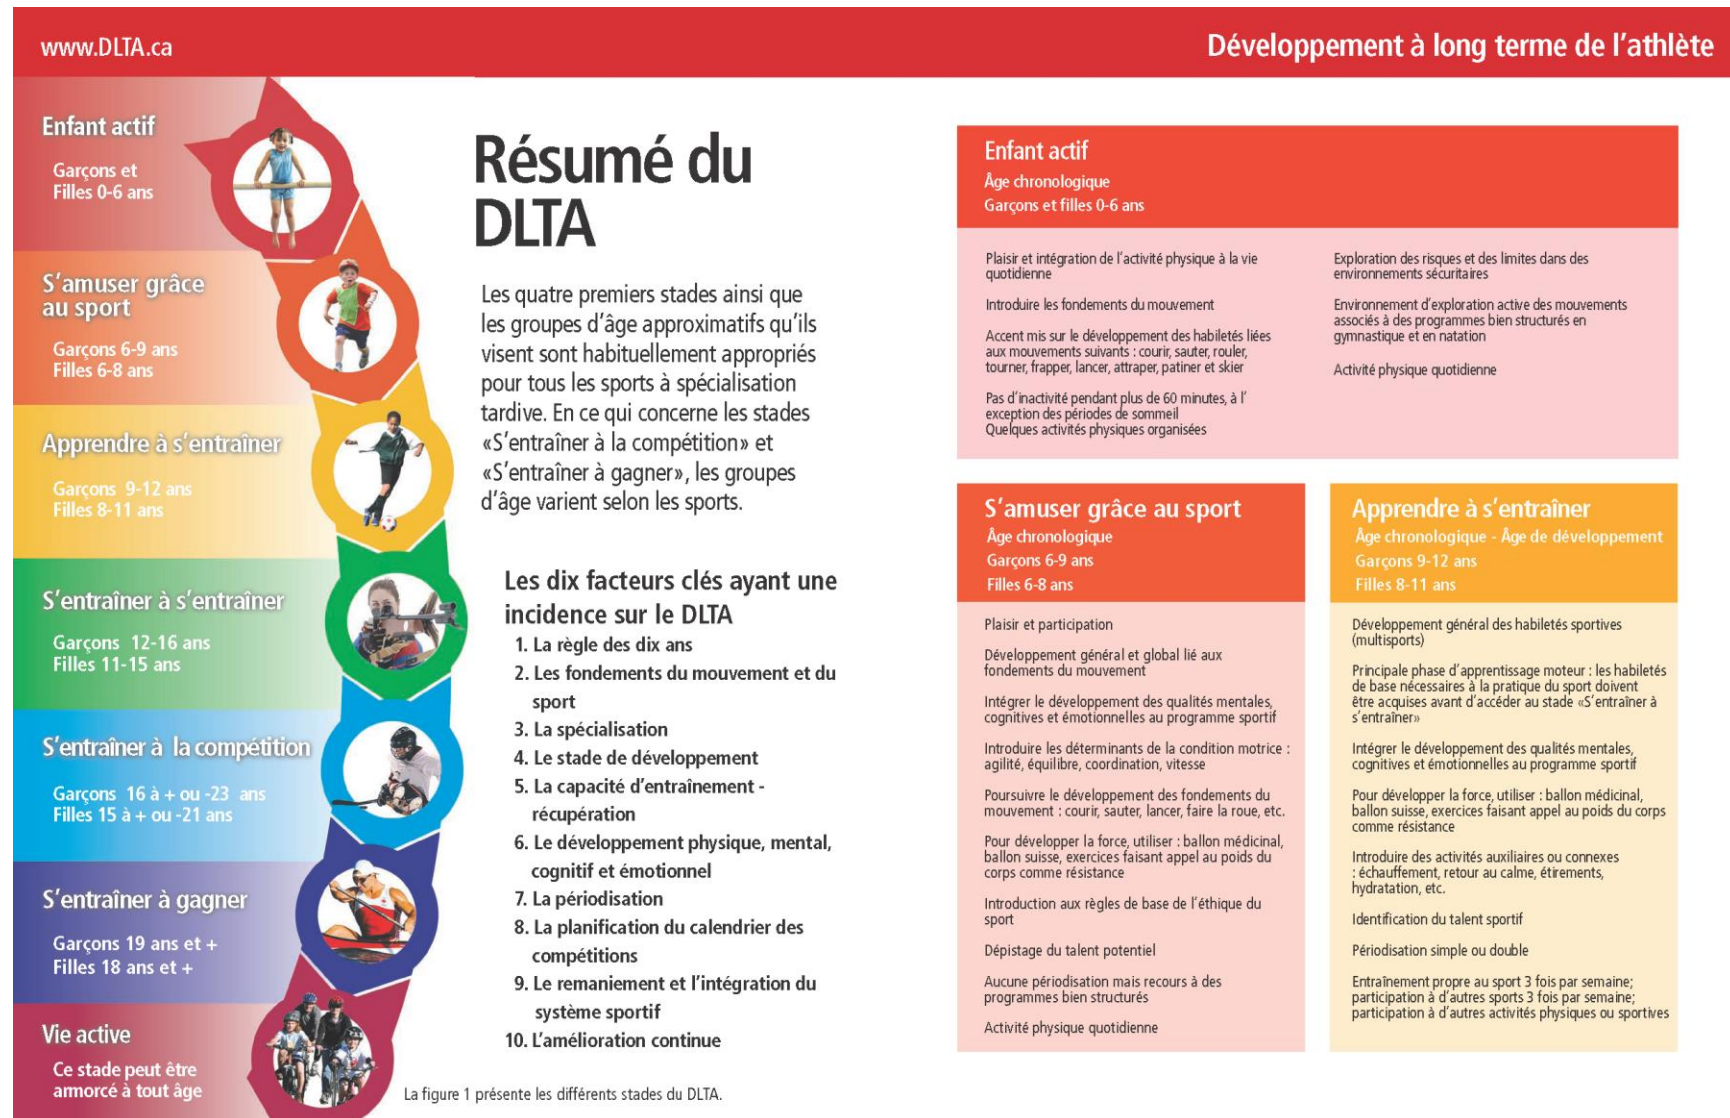 www.DLTA.ca
Développement à long terme de l'athlète
Enfant actif
Garçons et
Filles 0-6 ans
S'amuser grâce
au sport
Garçons 6-9 ans
Filles 6-8 ans
Apprendre à s'entraîner
Garçons 9-12 ans
Filles 8-11 ans
S'entraîner à s'entraîner
Garçons 12-16 ans
Filles 11-15 ans
S'entraîner à la compétition
Garçons 16 à + ou -23 ans
Filles 15 à + ou -21 ans
S'entraîner à gagner
Garçons 19 ans et +
Filles 18 ans et +
Vie active
Ce stade peut être
armorcé à tout âge
Résumé du
DLTA
Les quatre premiers stades ainsi que
les groupes d'âge approximatifs qu'ils
visent sont habituellement appropriés
pour tous les sports à spécialisation
tardive. En ce qui concerne les stades
«S'entraîner à la compétition» et
«S'entraîner à gagner», les groupes
d'âge varient selon les sports.
Les dix facteurs clés ayant une
incidence sur le DLTA
1. La règle des dix ans
2. Les fondements du mouvement et du
sport
3. La spécialisation
4. Le stade de développement
5. La capacité d'entraînement -
récupération
6. Le développement physique, mental,
cognitif et émotionnel
7. La périodisation
8. La planification du calendrier des
compétitions
9. Le remaniement et l'intégration du
système sportif
10. L'amélioration continue
La figure 1 présente les différents stades du DLTA.
Enfant actif
Âge chronologique
Garçons et filles 0-6 ans
Plaisir et intégration de l'activité physique à la vie
quotidienne
Introduire les fondements du mouvement
Accent mis sur le développement des habiletés liées
aux mouvements suivants : courir, sauter, rouler,
tourner, frapper, lancer, attraper, patiner et skier
Pas d'inactivité pendant plus de 60 minutes, à l'
exception des périodes de sommeil
Quelques activités physiques organisées
Exploration des risques et des limites dans des
environnements sécuritaires
Environnement d'exploration active des mouvements
associés à des programmes bien structurés en
gymnastique et en natation
Activité physique quotidienne
S'amuser grâce au sport
Âge chronologique
Garçons 6-9 ans
Filles 6-8 ans
Plaisir et participation
Développement général et global lié aux
fondements du mouvement
Intégrer le développement des qualités mentales,
cognitives et émotionnelles au programme sportif
Introduire les déterminants de la condition motrice :
agilité, équilibre, coordination, vitesse
Poursuivre le développement des fondements du
mouvement : courir, sauter, lancer, faire la roue, etc.
Pour développer la force, utiliser : ballon médicinal,
ballon suisse, exercices faisant appel au poids du
corps comme résistance
Introduction aux règles de base de l'éthique du
sport
Dépistage du talent potentiel
Aucune périodisation mais recours à des
programmes bien structurés
Activité physique quotidienne
Apprendre à s'entraîner
Âge chronologique - Âge de développement
Garçons 9-12 ans
Filles 8-11 ans
Développement général des habiletés sportives
(multisports)
Principale phase d'apprentissage moteur : les habiletés
de base nécessaires à la pratique du sport doivent
être acquises avant d'accéder au stade «S'entraîner à
s'entraîner»
Intégrer le développement des qualités mentales,
cognitives et émotionnelles au programme sportif
Pour développer la force, utiliser : ballon médicinal,
ballon suisse, exercices faisant appel au poids du corps
comme résistance
Introduire des activités auxiliaires ou connexes
: échauffement, retour au calme, étirements,
hydratation, etc.
Identification du talent sportif
Périodisation simple ou double
Entraînement propre au sport 3 fois par semaine;
participation à d'autres sports 3 fois par semaine;
participation à d'autres activités physiques ou sportives